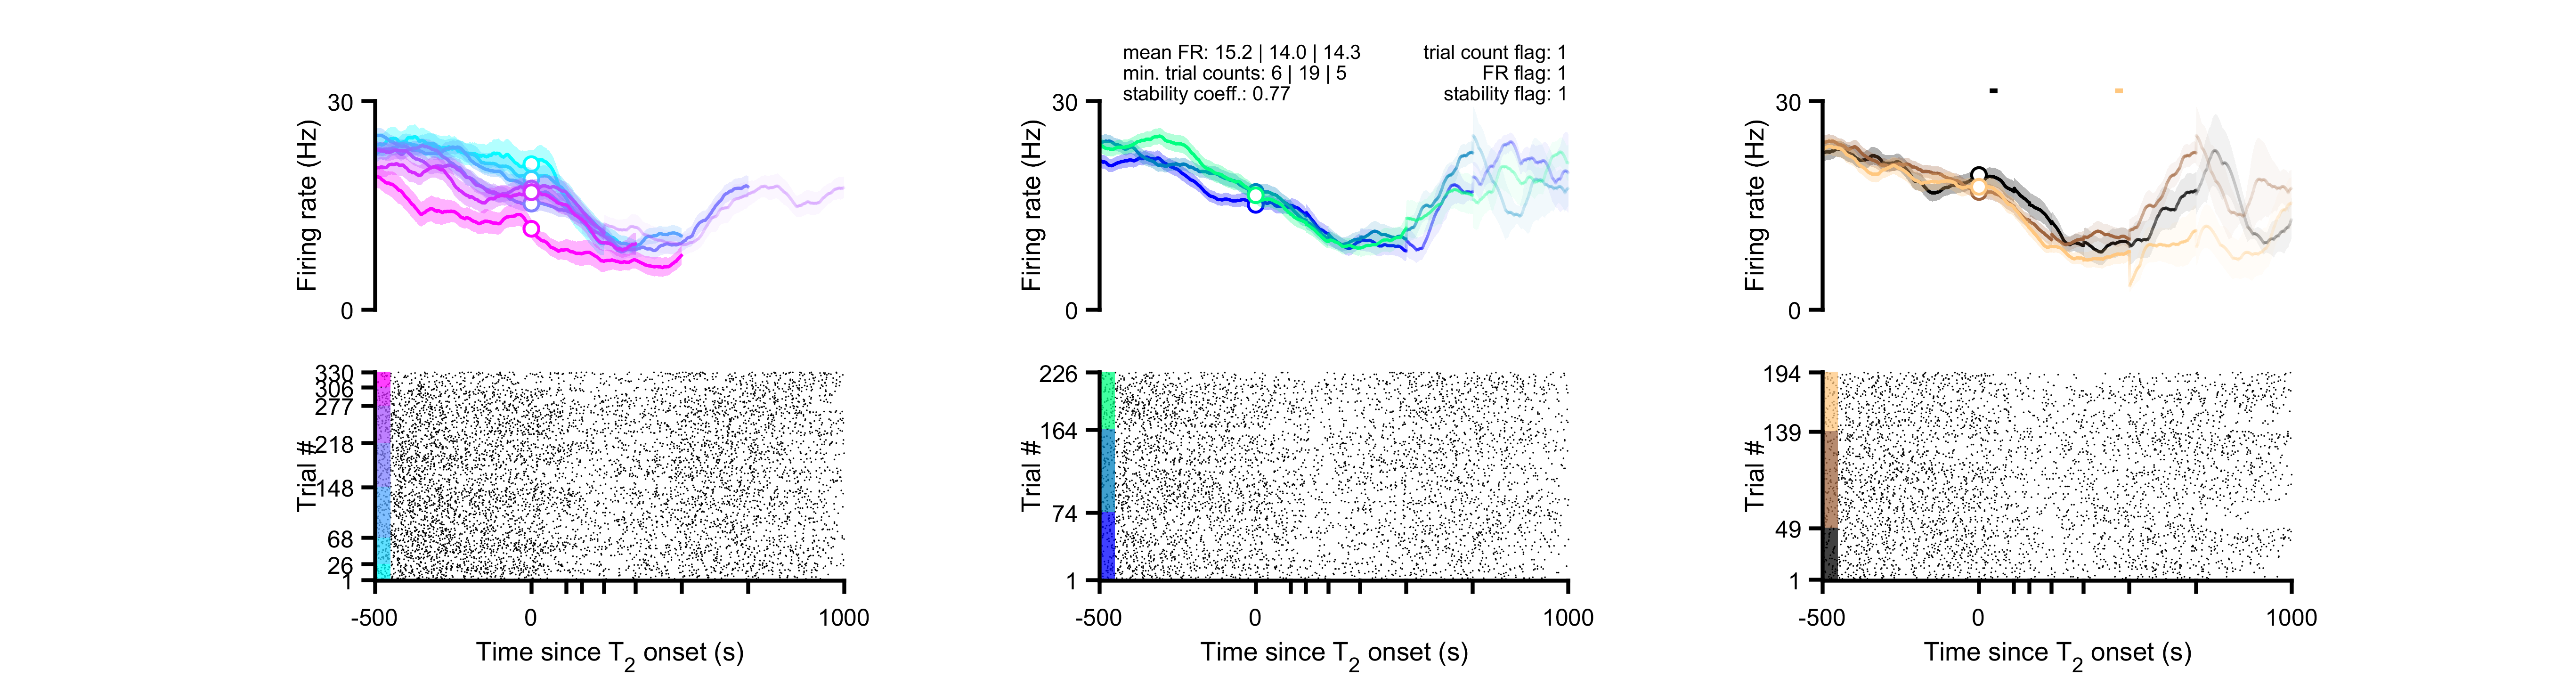 mean FR: 15.2 | 14.0 | 14.3
min. trial counts: 6 | 19 | 5
stability coeff.: 0.77
trial count flag: 1
FR flag: 1
stability flag: 1
30
0
Firing rate (Hz)
30
0
Firing rate (Hz)
30
0
Firing rate (Hz)
330
306
277
218
148
68
26
1
Trial #
-500
0
1000
Time since T2 onset (s)
226
164
74
1
Trial #
-500
0
1000
Time since T2 onset (s)
194
139
49
1
Trial #
-500
0
1000
Time since T2 onset (s)